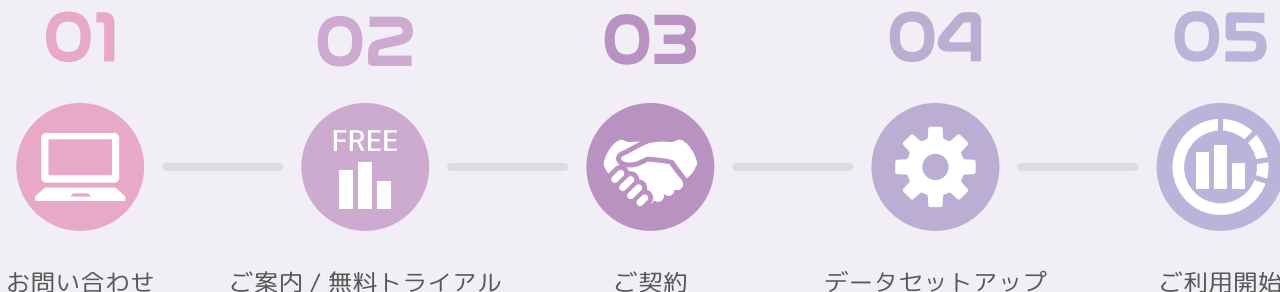 01
02
03
04
05
FREE
お問い合わせ
ご案内 / 無料トライアル
ご契約
データセットアップ
ご利用開始